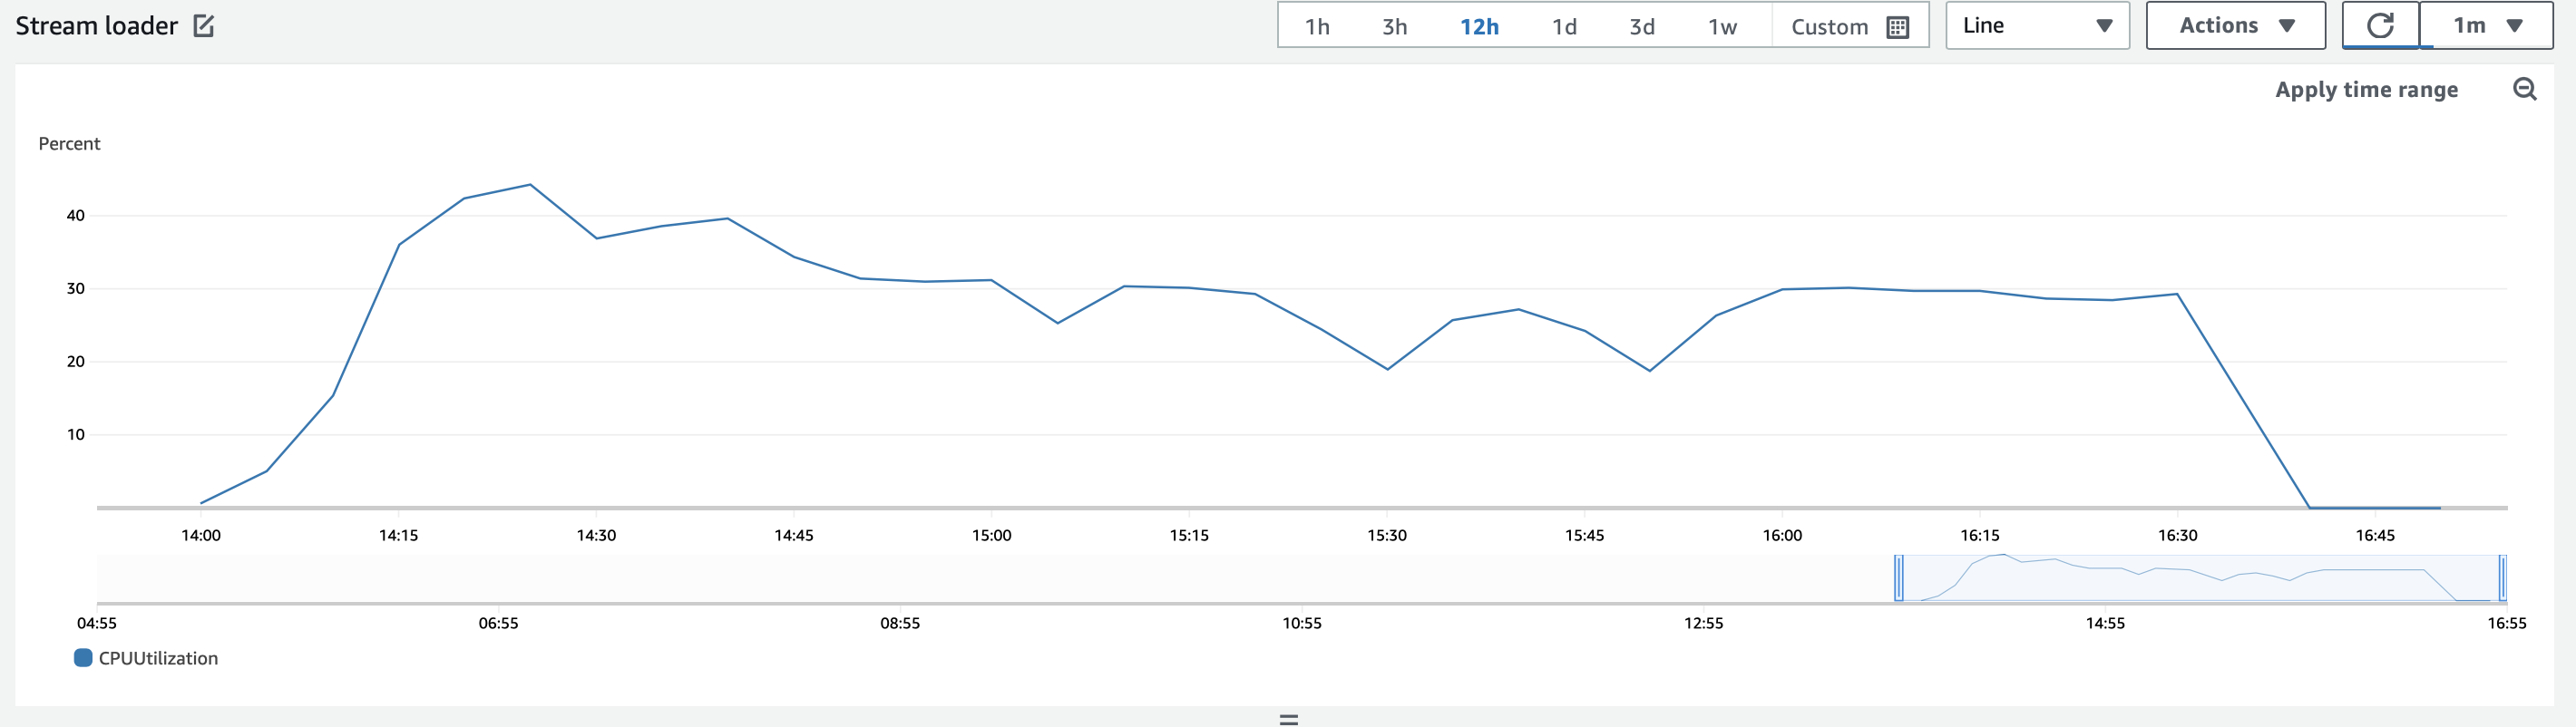 Stream loader
1h 3h 12h 1d 3d 1w Custom Line Actions 1m
Apply time range
Percent
40
30
20
10
14:00 14:15 14:30 14:45 15:00 15:15 15:30 15:45 16:00 16:15 16:30 16:45
04:55 06:55 08:55 10:55 12:55 14:55 16:55
CPUUtilization